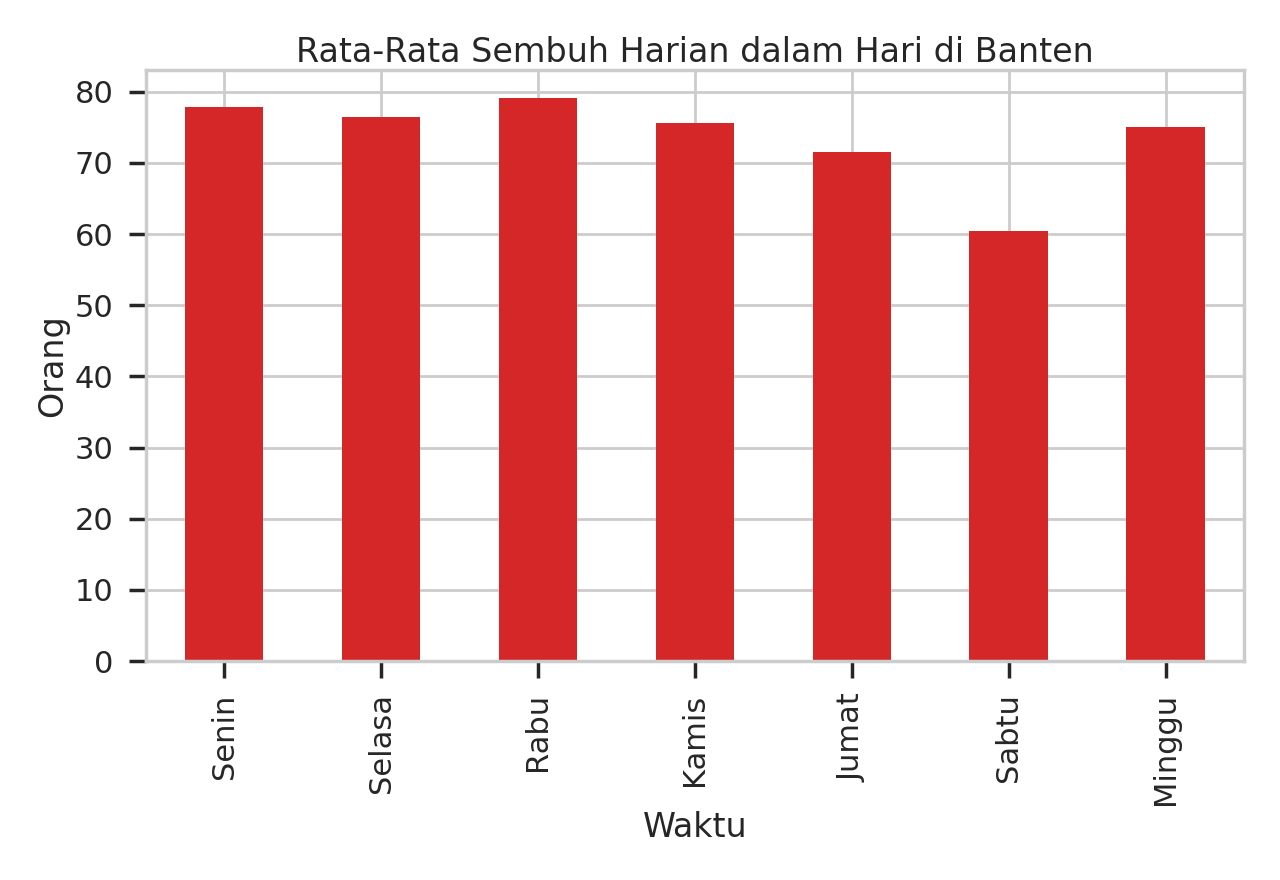 Rata-Rata Sembuh Harian dalam Hari di Banten
80
70
60
50
40
30
20
10
0
Orang
Senin
Selasa
Rabu
Kamis
Jumat
Sabtu
Minggu
Waktu